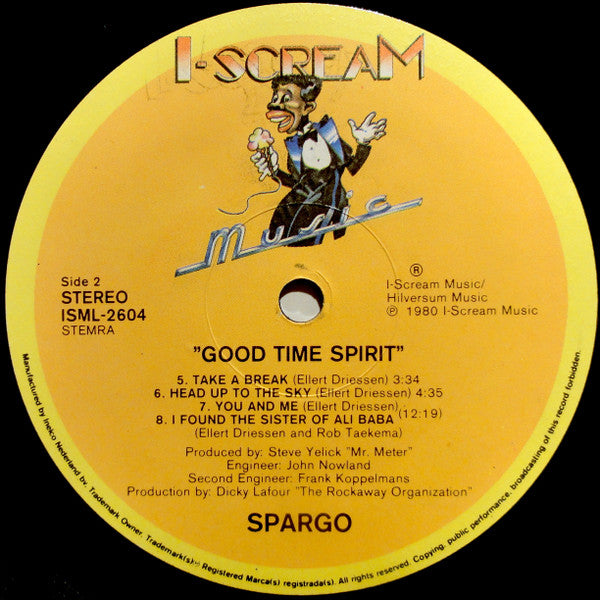 I-SCREAM
Music
Side 2
STEREO
ISML-2604
STEMRA
®
I-Scream Music/
Hilversum Music
℗ 1980 I-Scream Music
"GOOD TIME SPIRIT"
5. TAKE A BREAK (Ellert Driessen) 3:34
6. HEAD UP TO THE SKY (Ellert Driessen) 4:35
7. YOU AND ME (Ellert Driessen)
8. I FOUND THE SISTER OF ALI BABA (12:19)
(Ellert Driessen and Rob Taekema)
Produced by: Steve Yelick "Mr. Meter"
Engineer: John Nowland
Second Engineer: Frank Koppelmans
Production by: Dicky Lafour "The Rockaway Organization"
SPARGO
Manufactured by Inelco Nederland bv. Trademark Owner. Trademark(s): Registered Marca(s) registrada(s). All rights reserved. Copying, public performance, broadcasting of this record forbidden.